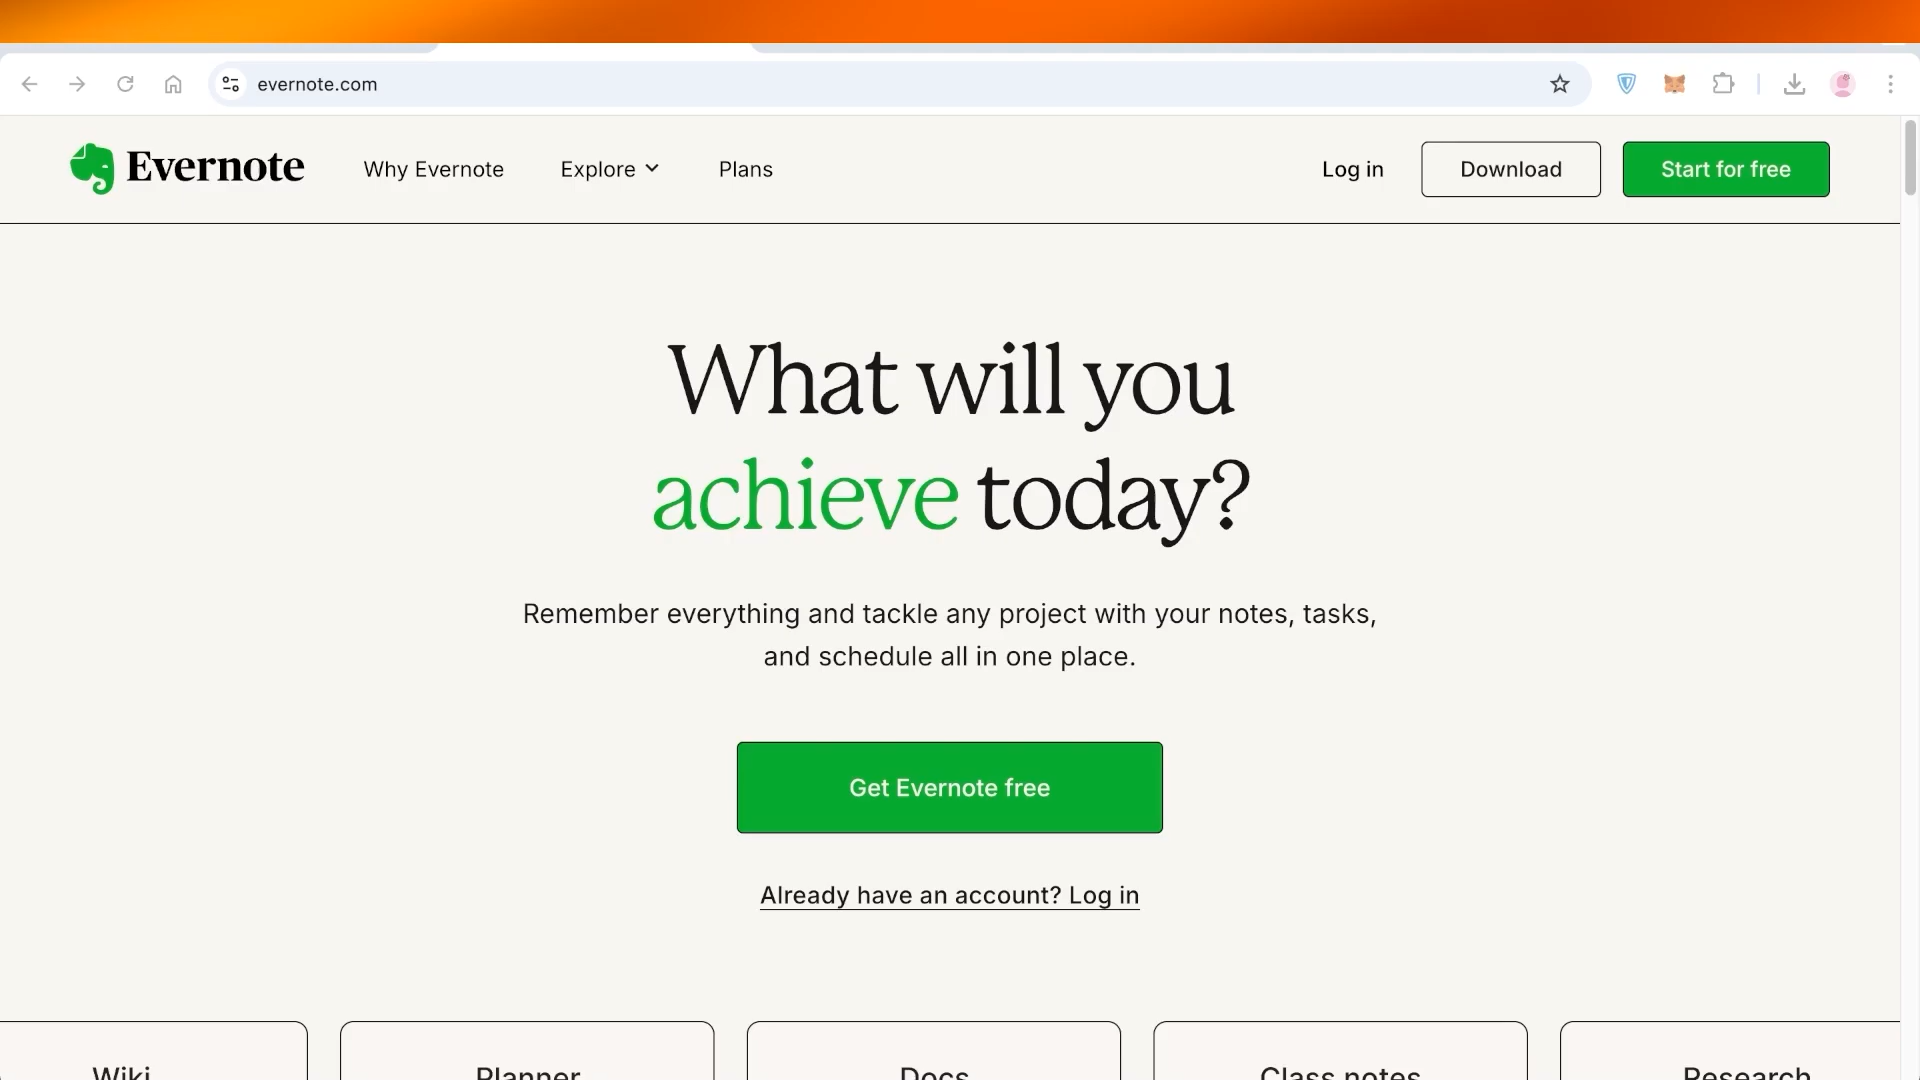 evernote.com
Evernote
Why Evernote
Explore
Plans
Log in
Download
Start for free
What will you
achieve today?
Remember everything and tackle any project with your notes, tasks,
and schedule all in one place.
Get Evernote free
Already have an account? Log in
Wiki
Planner
Docs
Class notes
Research